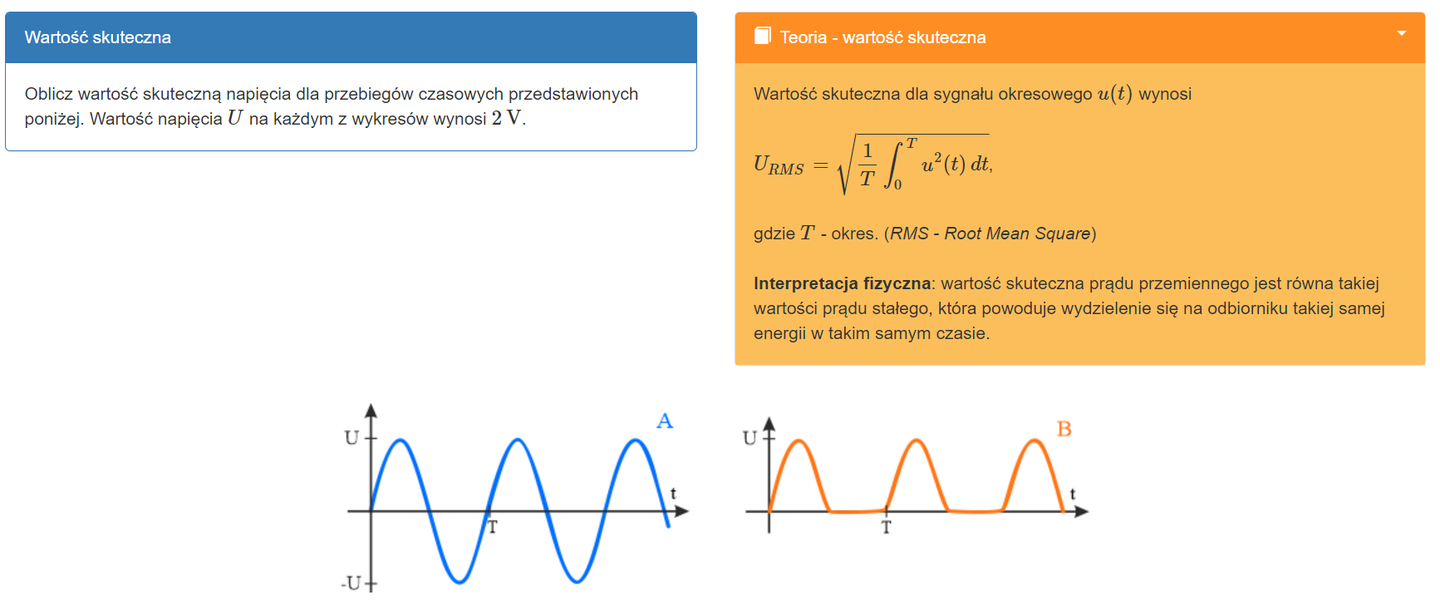 Wartość skuteczna
Oblicz wartość skuteczną napięcia dla przebiegów czasowych przedstawionych
poniżej. Wartość napięcia U na każdym z wykresów wynosi 2 V.
Teoria - wartość skuteczna
Wartość skuteczna dla sygnału okresowego u(t) wynosi
U_{RMS} = \sqrt{\frac{1}{T} \int_0^T u^2(t) dt},
gdzie T - okres. (RMS - Root Mean Square)
Interpretacja fizyczna: wartość skuteczna prądu przemiennego jest równa takiej
wartości prądu stałego, która powoduje wydzielenie się na odbiorniku takiej samej
energii w takim samym czasie.
A
U
t
T
-U
B
U
t
T